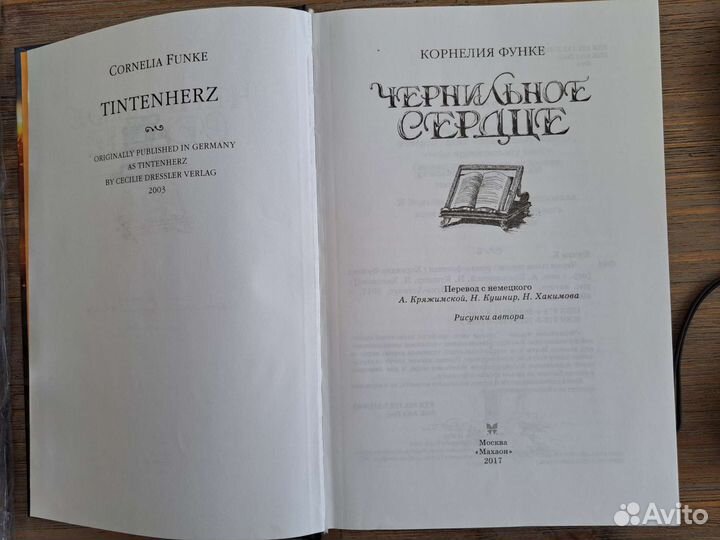 CORNELIA FUNKE
TINTENHERZ
ORIGINALLY PUBLISHED IN GERMANY
AS TINTENHERZ
BY CECILIE DRESSLER VERLAG
2003
КОРНЕЛИЯ ФУНКЕ
ЧЕРНИЛЬНОЕ
СЕРДЦЕ
Перевод с немецкого
А. Кряжимской, Н. Кушнир, Н. Хакимова
Рисунки автора
Москва
«Махаон»
2017
Avito